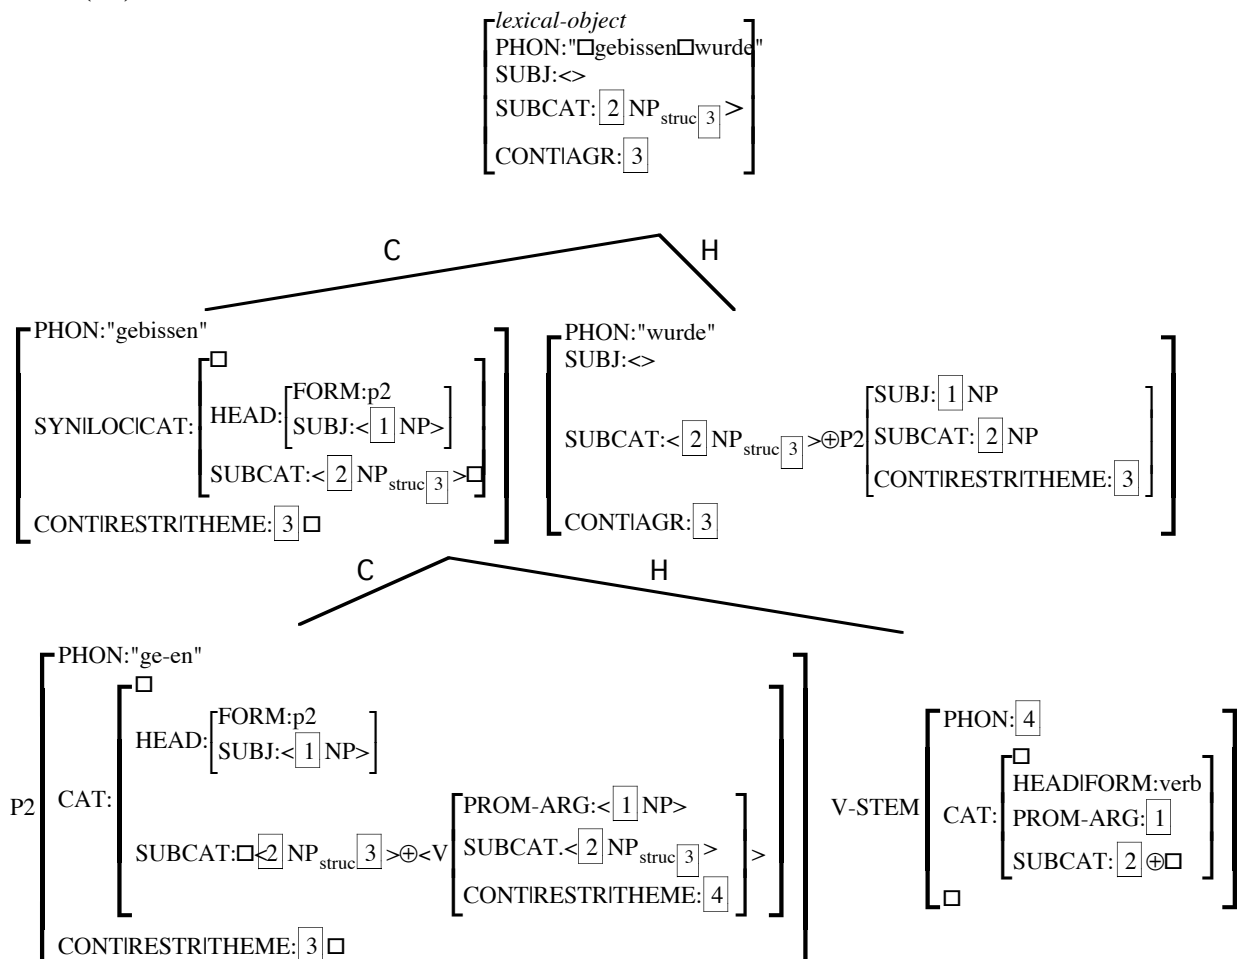 lexical-object
PHON:"□gebissen□wurde"
SUBJ:<>
SUBCAT: 2 NPstruc 3 >
CONT|AGR: 3
C H
PHON:"gebissen"
□
HEAD: FORM:p2
SUBJ:< 1 NP>
SYN|LOC|CAT:
SUBCAT:< 2 NPstruc 3 >□
CONT|RESTR|THEME: 3 □
PHON:"wurde"
SUBJ:<>
SUBCAT:< 2 NPstruc 3 >⊕P2
SUBJ: 1 NP
SUBCAT: 2 NP
CONT|RESTR|THEME: 3
CONT|AGR: 3
C H
P2
PHON:"ge-en"
CAT: □
HEAD: FORM:p2
SUBJ:< 1 NP>
SUBCAT:□<2 NPstruc 3 >⊕<V
PROM-ARG:< 1 NP>
SUBCAT.< 2 NPstruc 3 >
CONT|RESTR|THEME: 4
>
CONT|RESTR|THEME: 3 □
V-STEM
PHON: 4
CAT: □
HEAD|FORM:verb
PROM-ARG: 1
SUBCAT: 2 ⊕□
□